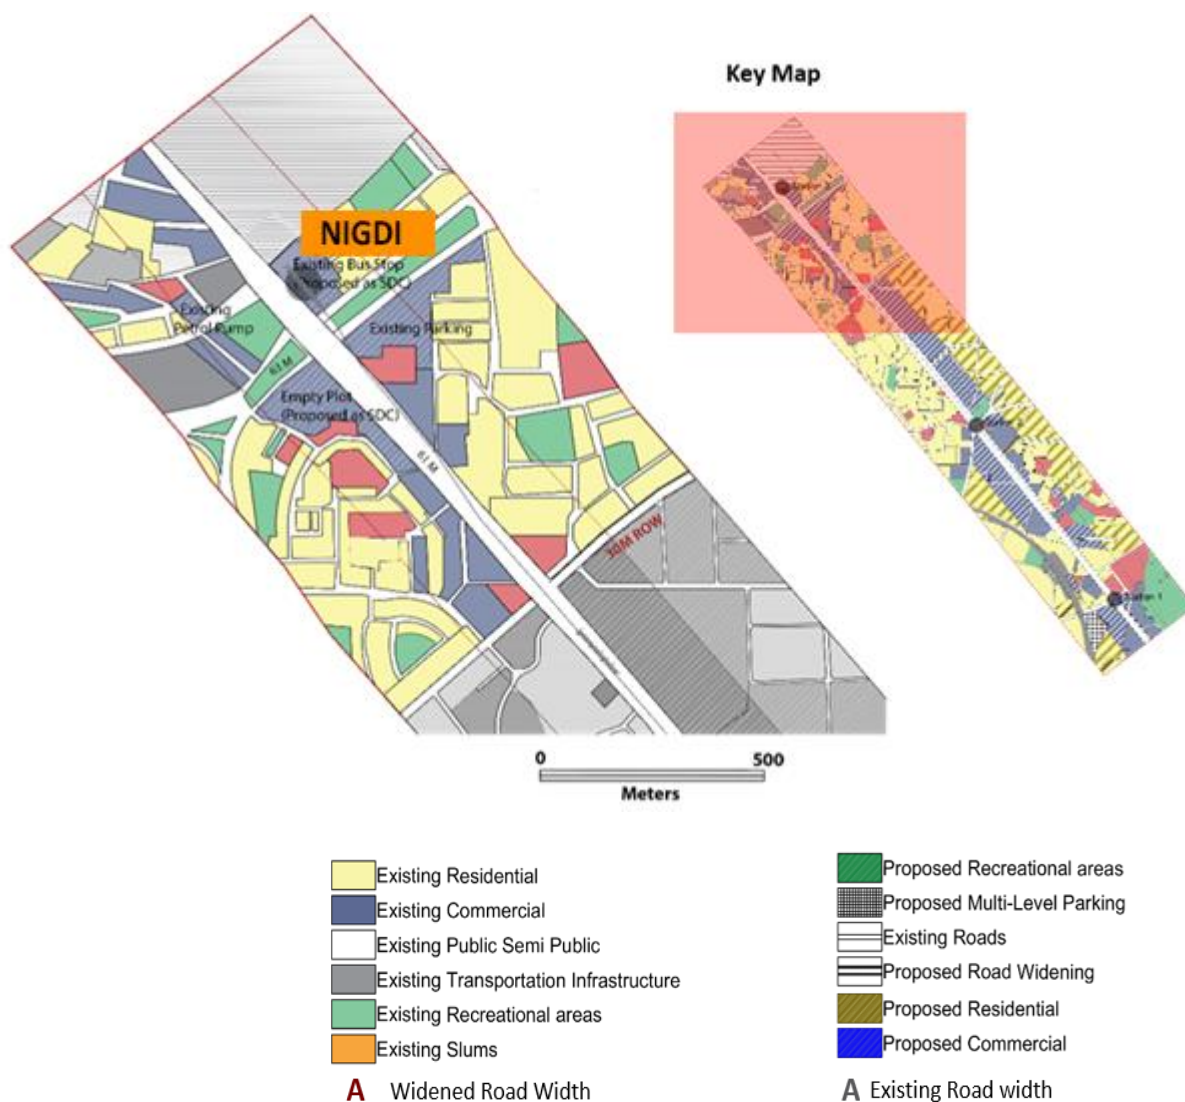 Key Map
NIGDI
Existing Bus Stop
(Proposed as SDC)
Existing
Petrol Pump
Existing Parking
63 M
Empty Plot
(Proposed as SDC)
61 M
30M ROW
Station 1
0 500
Meters
Existing Residential
Existing Commercial
Existing Public Semi Public
Existing Transportation Infrastructure
Existing Recreational areas
Existing Slums
A Widened Road Width
Proposed Recreational areas
Proposed Multi-Level Parking
Existing Roads
Proposed Road Widening
Proposed Residential
Proposed Commercial
A Existing Road width